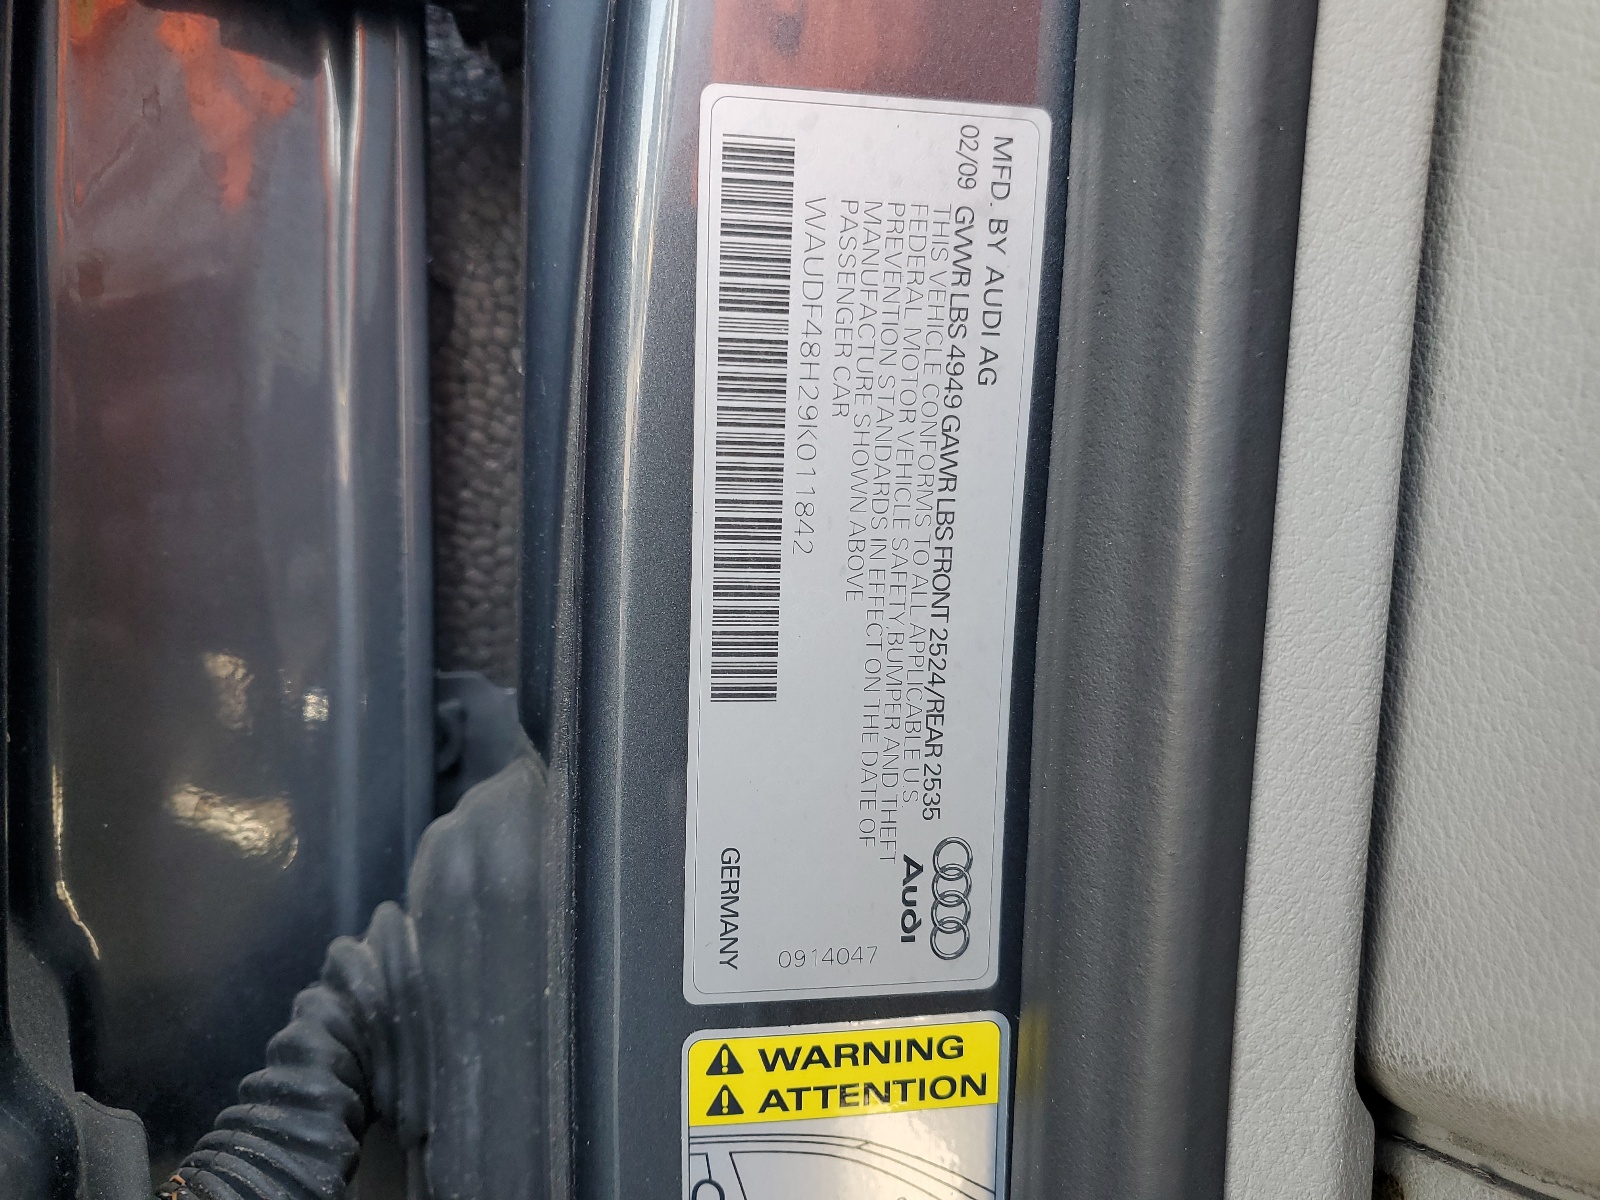 MFD. BY AUDI AG
02/09 GWWR LBS 4949 GAWR LBS FRONT 2524/REAR 2535
THIS VEHICLE CONFORMS TO ALL APPLICABLE U.S.
FEDERAL MOTOR VEHICLE SAFETY, BUMPER AND THEFT
PREVENTION STANDARDS IN EFFECT ON THE DATE OF
MANUFACTURE SHOWN ABOVE
PASSENGER CAR
WAUDF48H29K011842
Audi
0914047
GERMANY
WARNING
ATTENTION